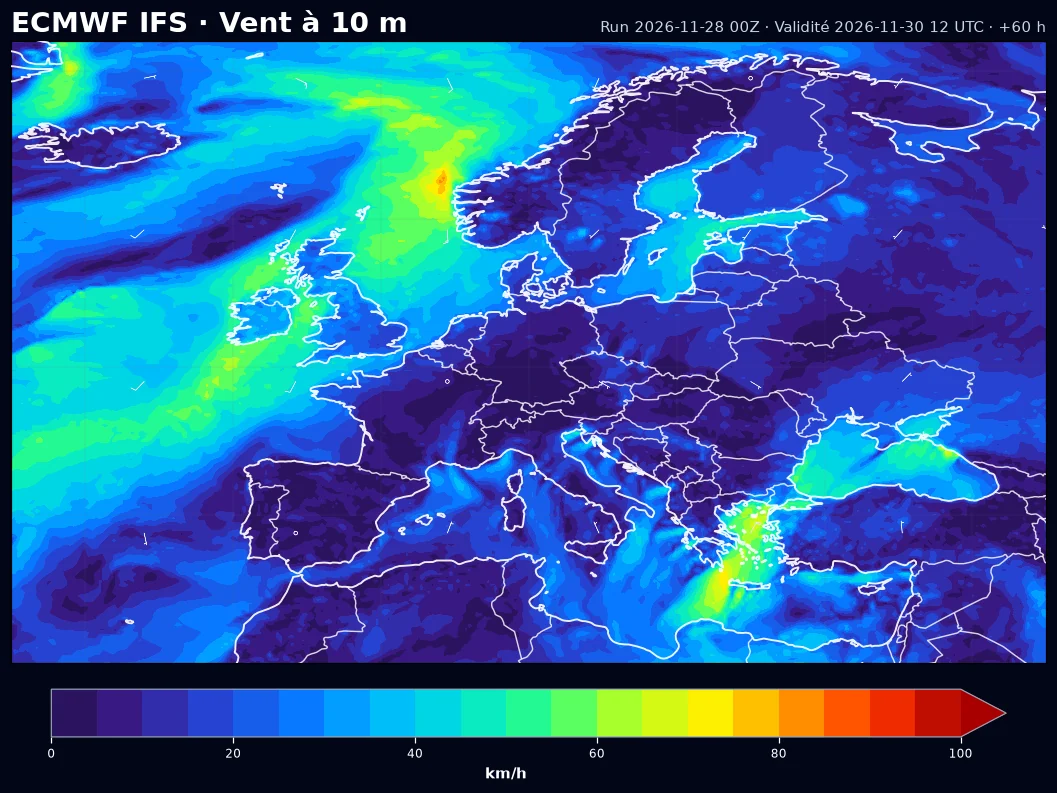 ECMWF IFS · Vent à 10 m
Run 2026-11-28 00Z · Validité 2026-11-30 12 UTC · +60 h
0 20 40 60 80 100
km/h